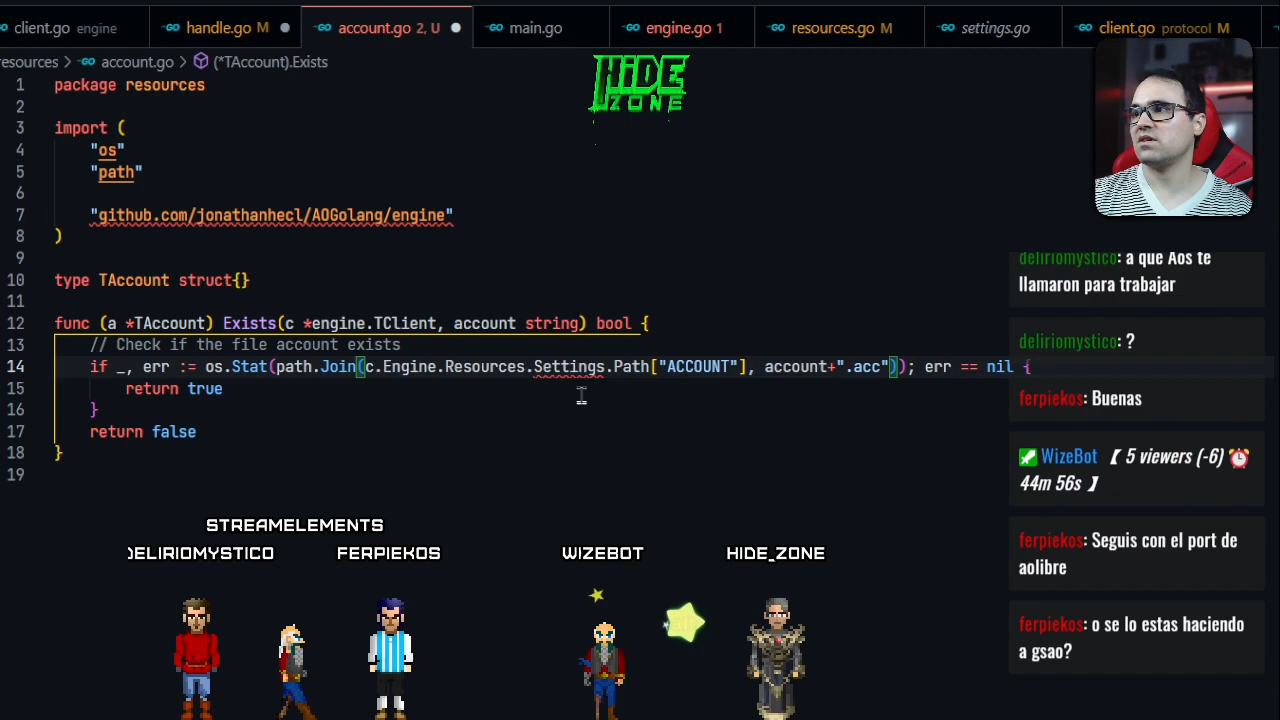 client.go engine
handle.go M
account.go 2, U
main.go
engine.go 1
resources.go M
settings.go
client.go protocol M
resources > account.go > (*TAccount).Exists
HiDE
ZONE
1 package resources
2
3 import (
4 "os"
5 "path"
6
7 "github.com/jonathanhecl/AOGolang/engine"
8 )
9
10 type TAccount struct{}
11
12 func (a *TAccount) Exists(c *engine.TClient, account string) bool {
13 // Check if the file account exists
14 if _, err := os.Stat(path.Join(c.Engine.Resources.Settings.Path["ACCOUNT"], account+".acc")); err == nil {
15 return true
16 }
17 return false
18 }
19
deliriomystico: a que Aos te
llamaron para trabajar
deliriomystico: ?
ferpiekos: Buenas
WizeBot 【 5 viewers (-6) ⏰
44m 56s 】
ferpiekos: Seguis con el port de
aolibre
ferpiekos: o se lo estas haciendo
a gsao?
STREAMELEMENTS
DELIRIOMYSTICO
FERPIEKOS
WIZEBOT
HIDE_ZONE